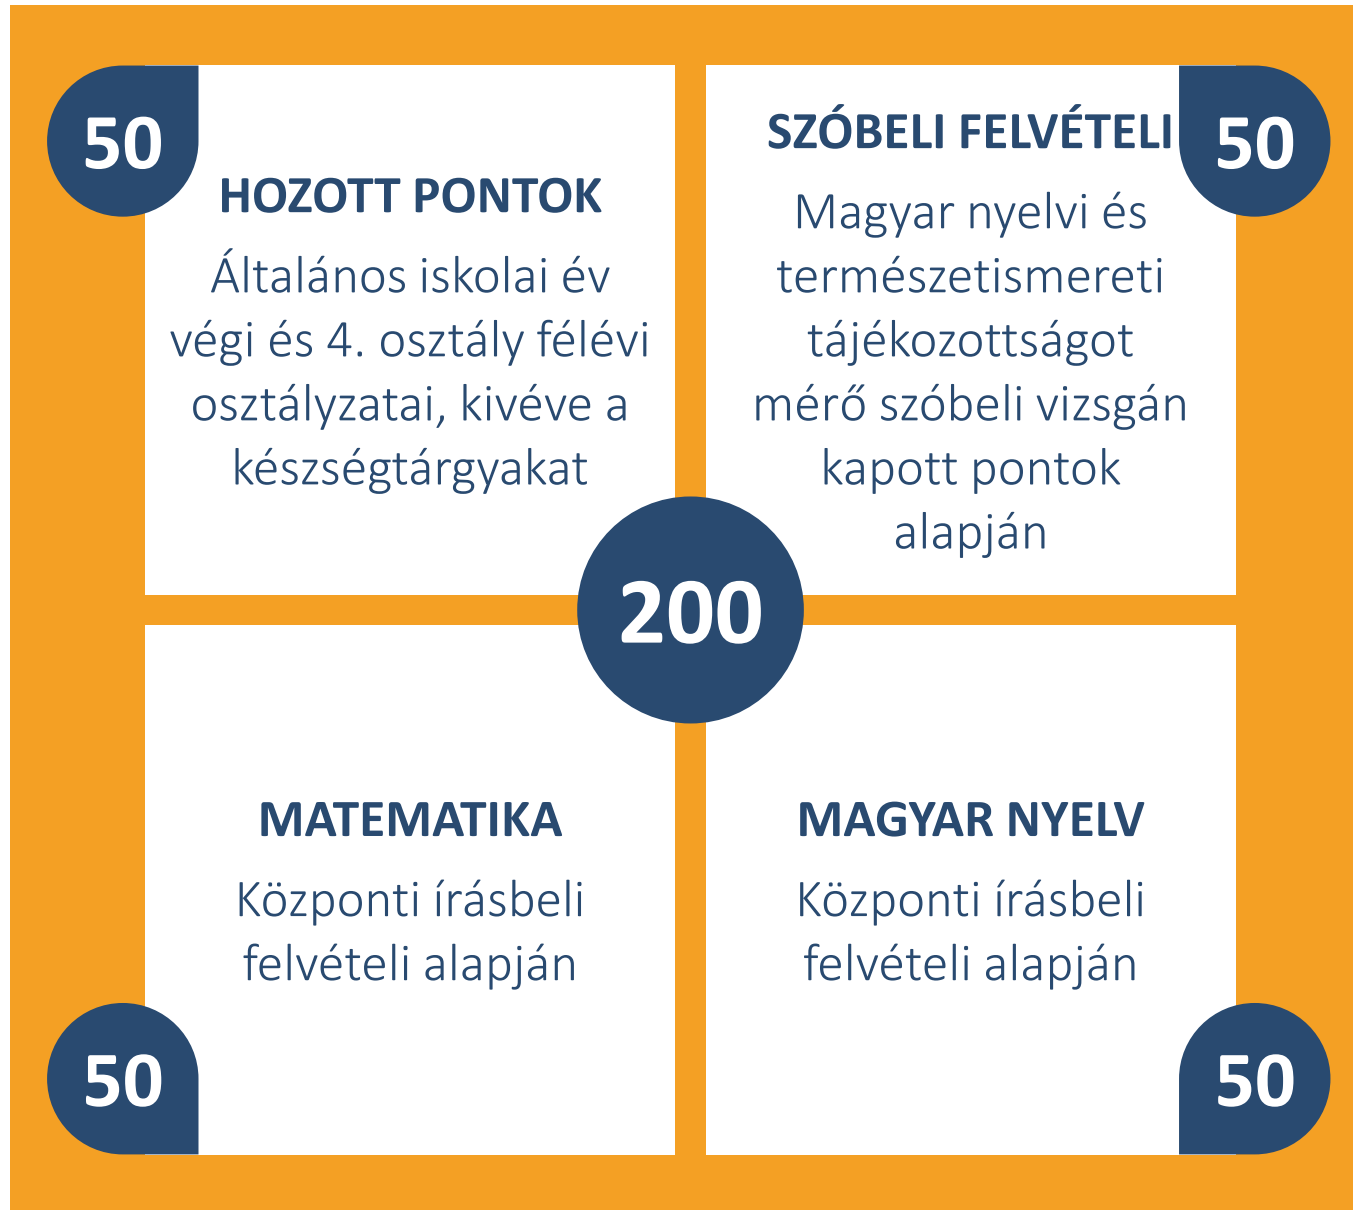 50
HOZOTT PONTOK
Általános iskolai év
végi és 4. osztály félévi
osztályzatai, kivéve a
készségtárgyakat
SZÓBELI FELVÉTELI
50
Magyar nyelvi és
természetismereti
tájékozottságot
mérő szóbeli vizsgán
kapott pontok
alapján
200
MATEMATIKA
Központi írásbeli
felvételi alapján
50
MAGYAR NYELV
Központi írásbeli
felvételi alapján
50